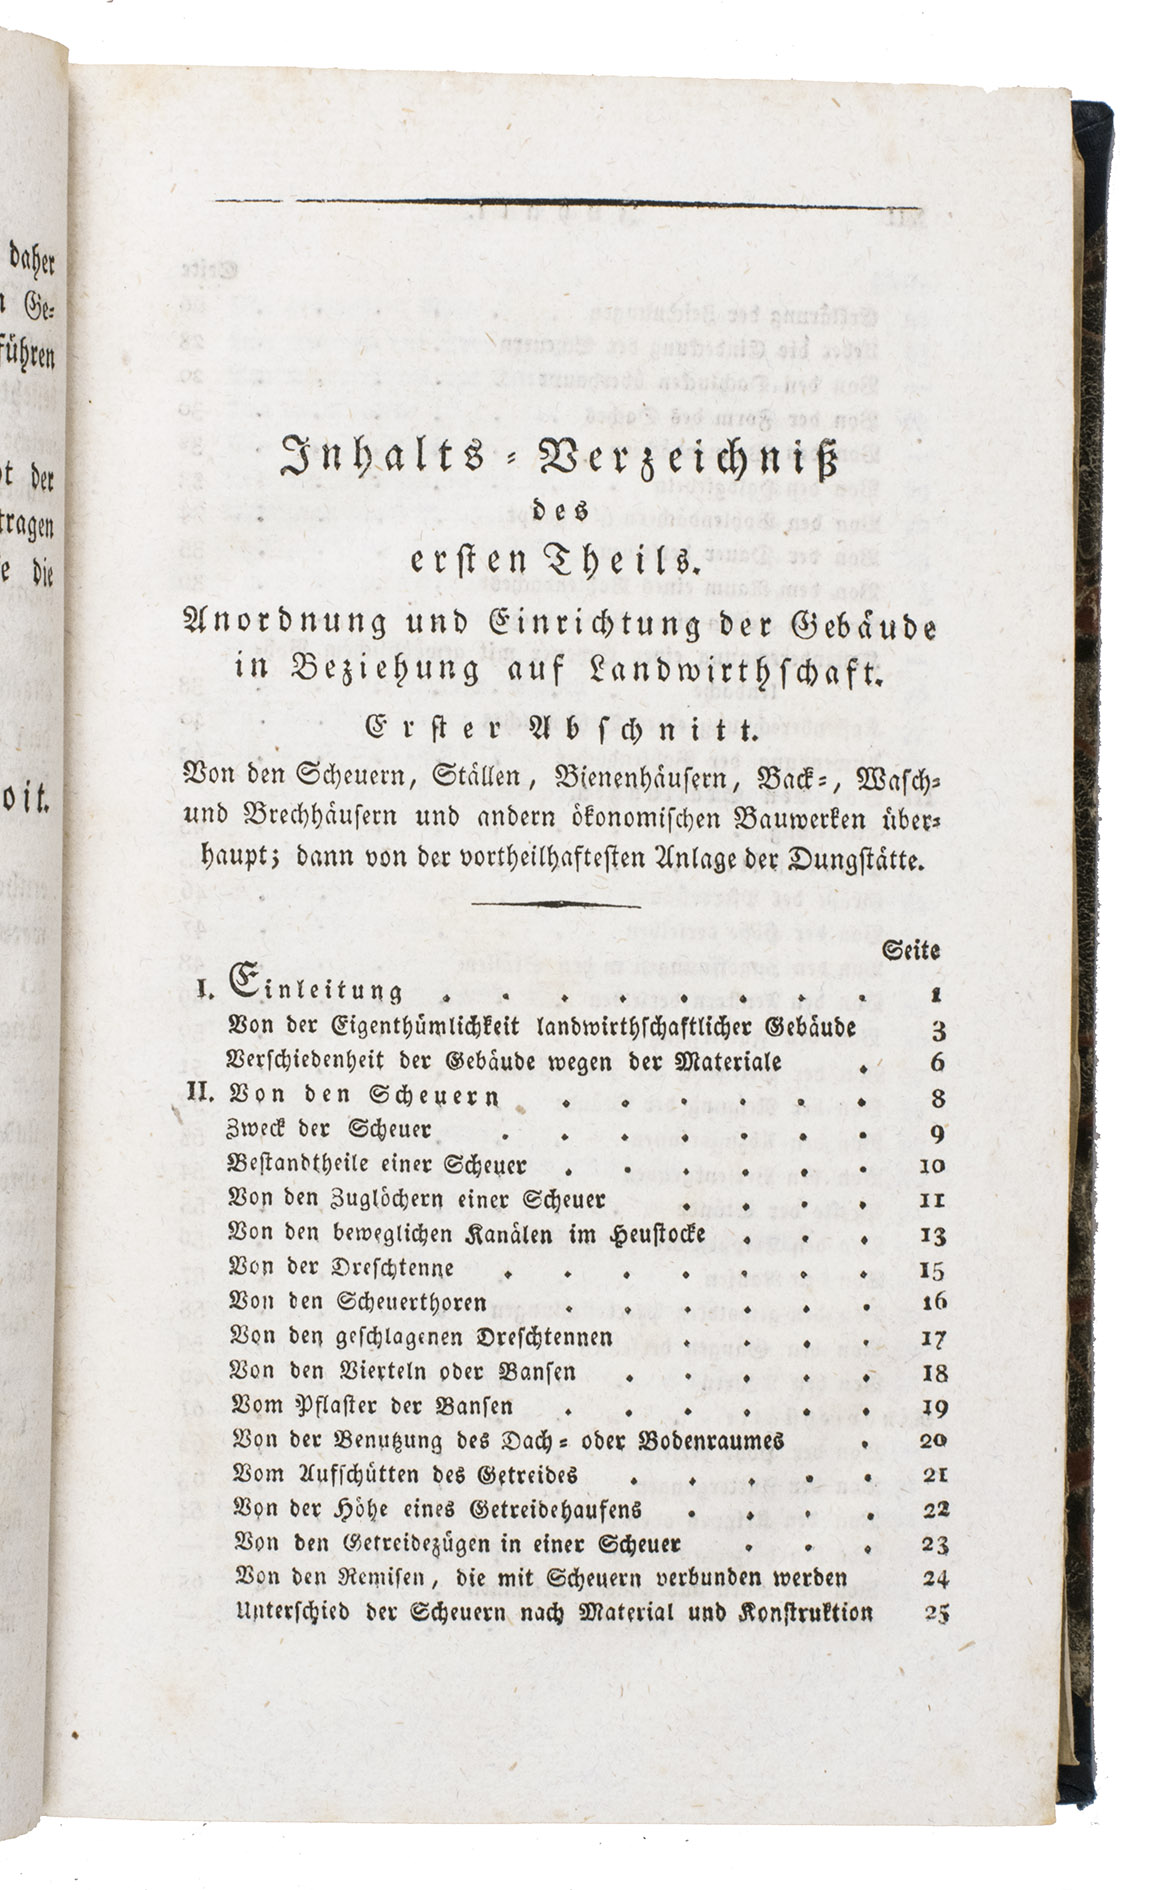 daher
Ge-
führen
der
tragen
die
oit.
Inhalts-Verzeichniß
des
ersten Theils.
Anordnung und Einrichtung der Gebäude
in Beziehung auf Landwirthschaft.
Erster Abschnitt.
Von den Scheuern, Ställen, Bienenhäusern, Back-, Wasch-
und Brechhäusern und andern ökonomischen Bauwerken über-
haupt; dann von der vortheilhaftesten Anlage der Dungstätte.
Seite
I. Einleitung . . . . . . . . 1
Von der Eigenthümlichkeit landwirthschaftlicher Gebäude 3
Verschiedenheit der Gebäude wegen der Materiale . 6
II. Von den Scheuern . . . . . . 8
Zweck der Scheuer . . . . . . . 9
Bestandtheile einer Scheuer . . . . . . 10
Von den Zuglöchern einer Scheuer . . . . 11
Von den beweglichen Kanälen im Heustocke . . . 13
Von der Dreschtenne . . . . . . . 15
Von den Scheuerthoren . . . . . . 16
Von den geschlagenen Dreschtennen . . . . 17
Von den Vierteln oder Bansen . . . . . 18
Vom Pflaster der Bansen . . . . . . 19
Von der Benutzung des Dach- oder Bodenraumes . 20
Vom Aufschütten des Getreides . . . . . 21
Von der Höhe eines Getreidehaufens . . . . 22
Von den Getreidezügen in einer Scheuer . . . 23
Von den Remisen, die mit Scheuern verbunden werden 24
Unterschied der Scheuern nach Material und Konstruktion 25